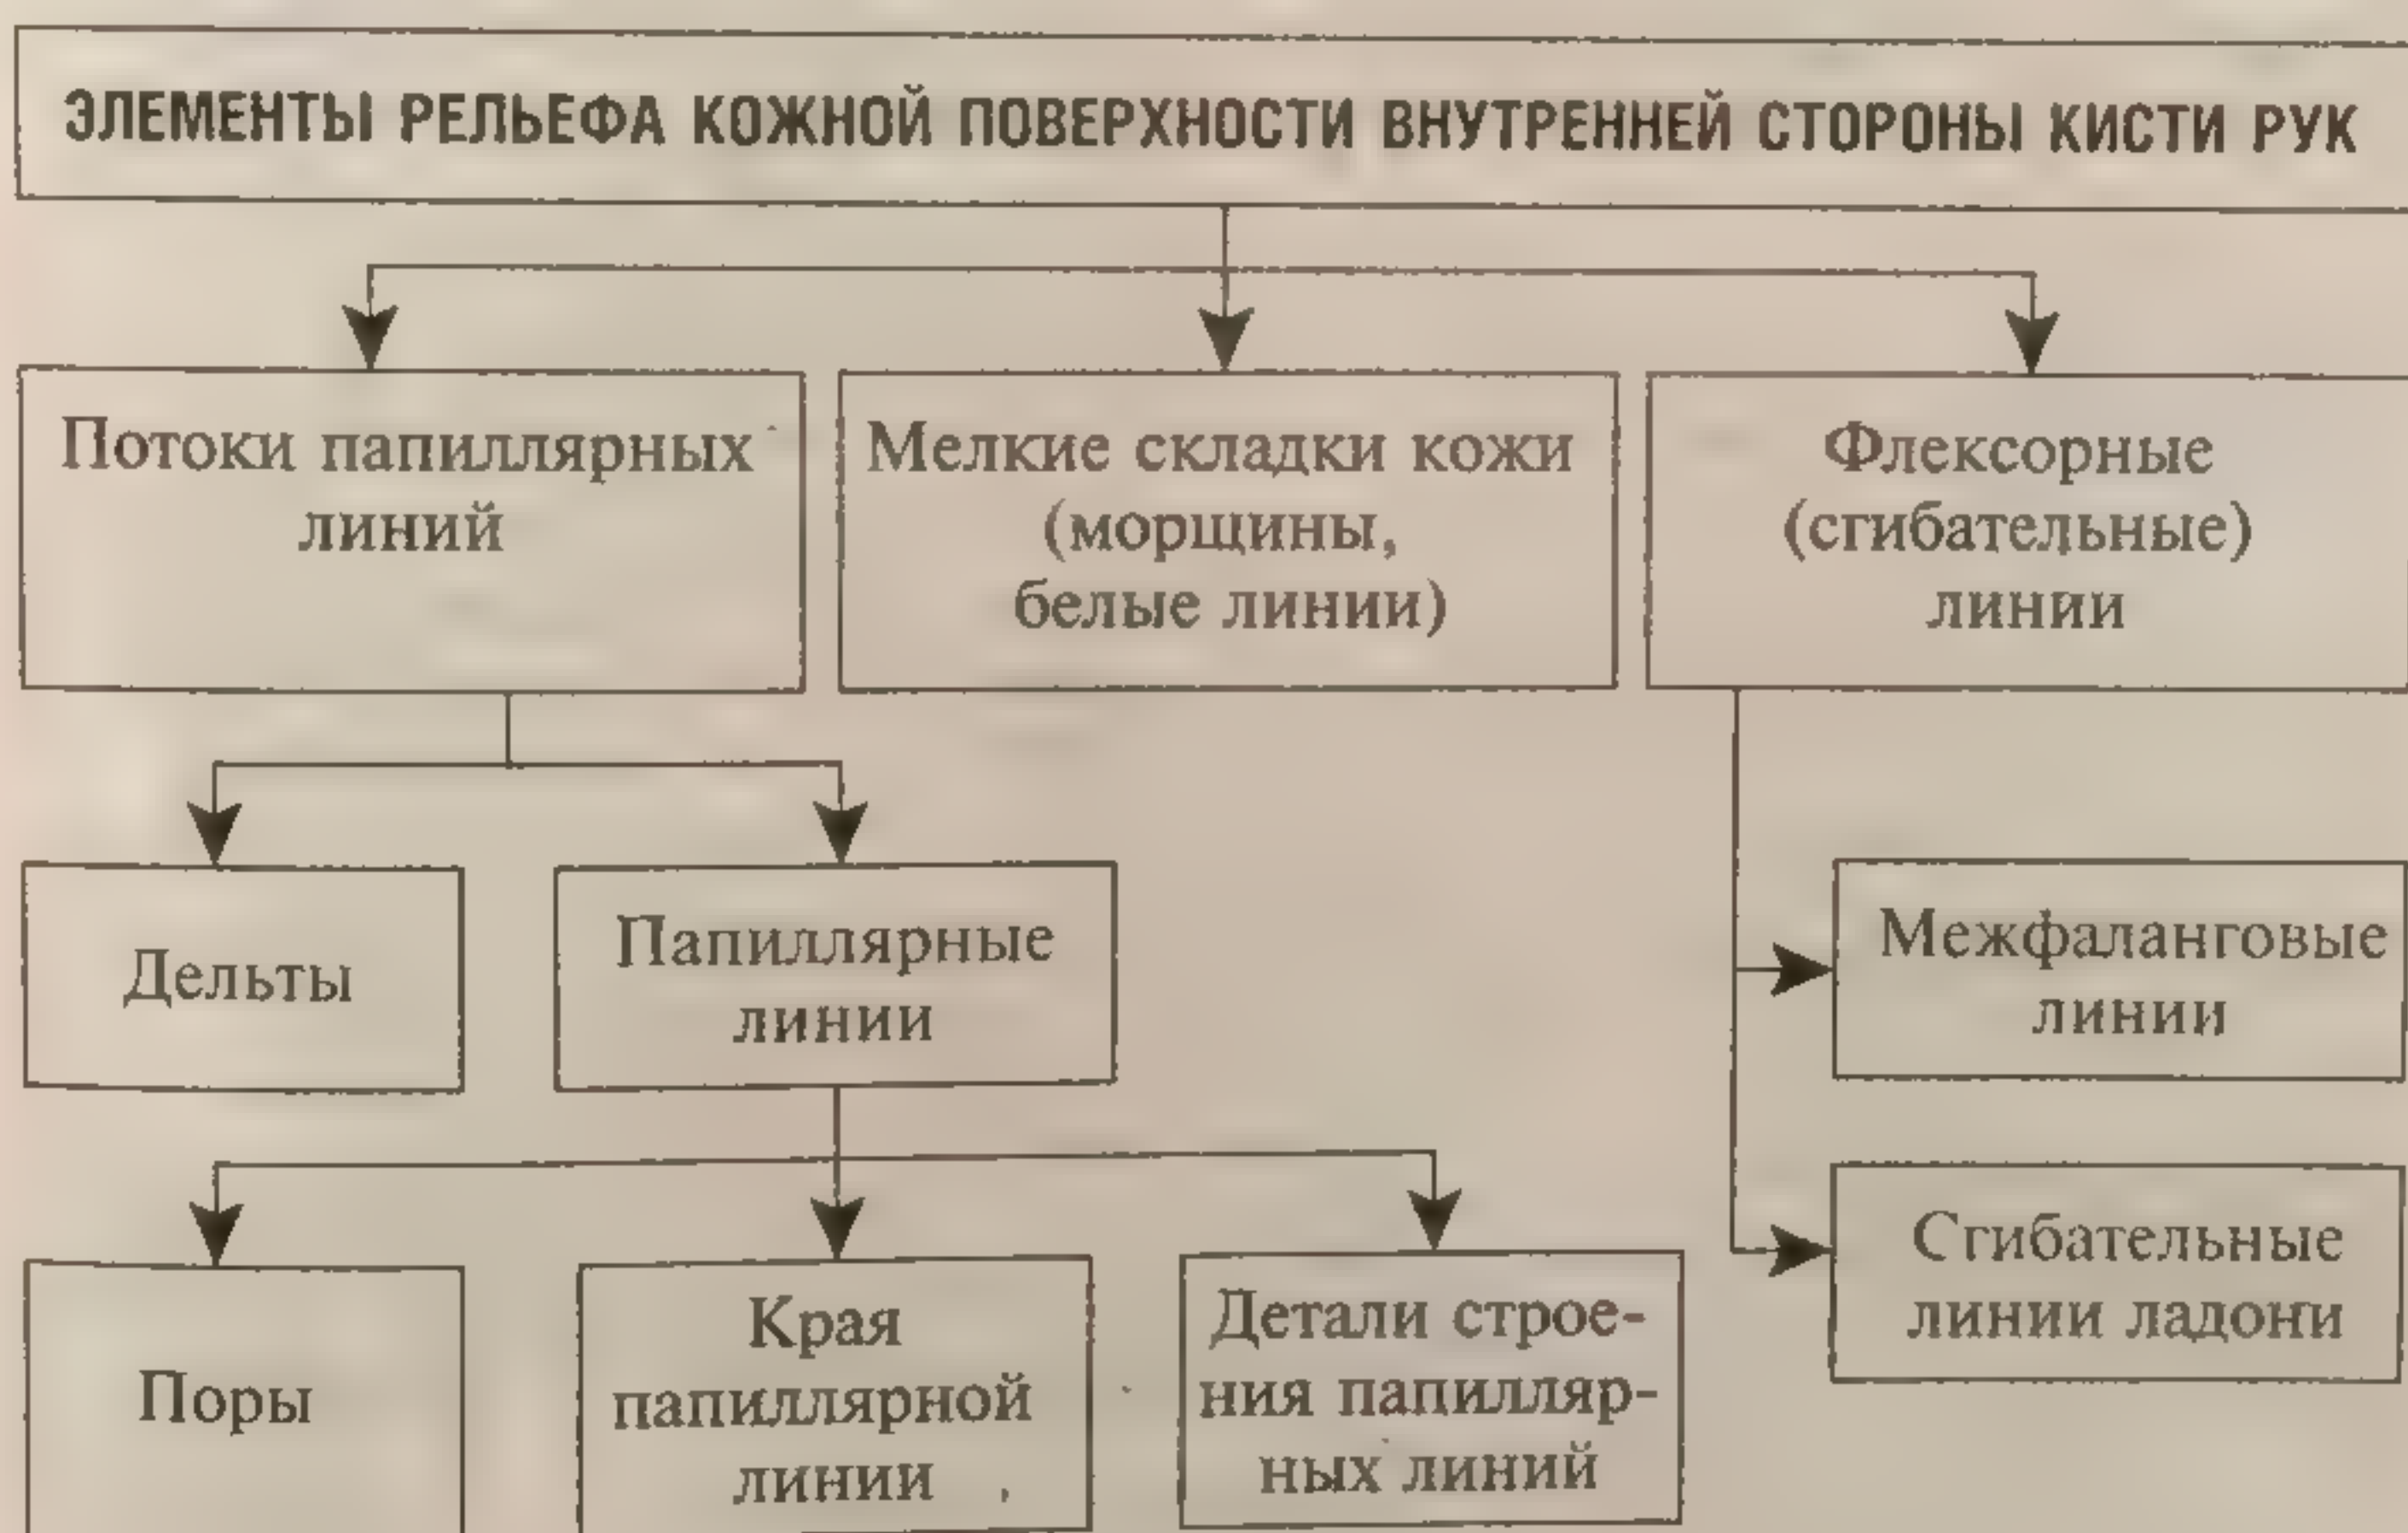 ЭЛЕМЕНТЫ РЕЛЬЕФА КОЖНОЙ ПОВЕРХНОСТИ ВНУТРЕННЕЙ СТОРОНЫ КИСТИ РУК
Потоки папиллярных
линий
Мелкие складки кожи
(морщины,
белые линии)
Флексорные
(сгибательные)
линии
Дельты
Папиллярные
линии
Межфаланговые
линии
Сгибательные
линии ладони
Поры
Края
папиллярной
линии
Детали строе-
ния папилляр-
ных линий